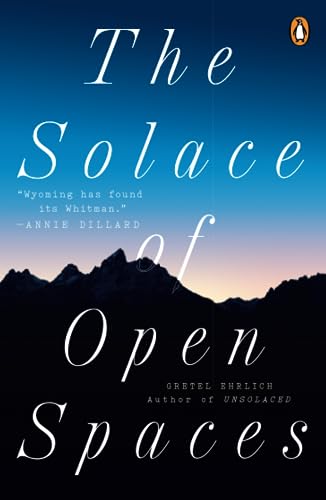 The
Solace
“Wyoming has found
its Whitman.”
—ANNIE DILLARD
of
Open
GRETEL EHRLICH
Author of UNSOLACED
Spaces